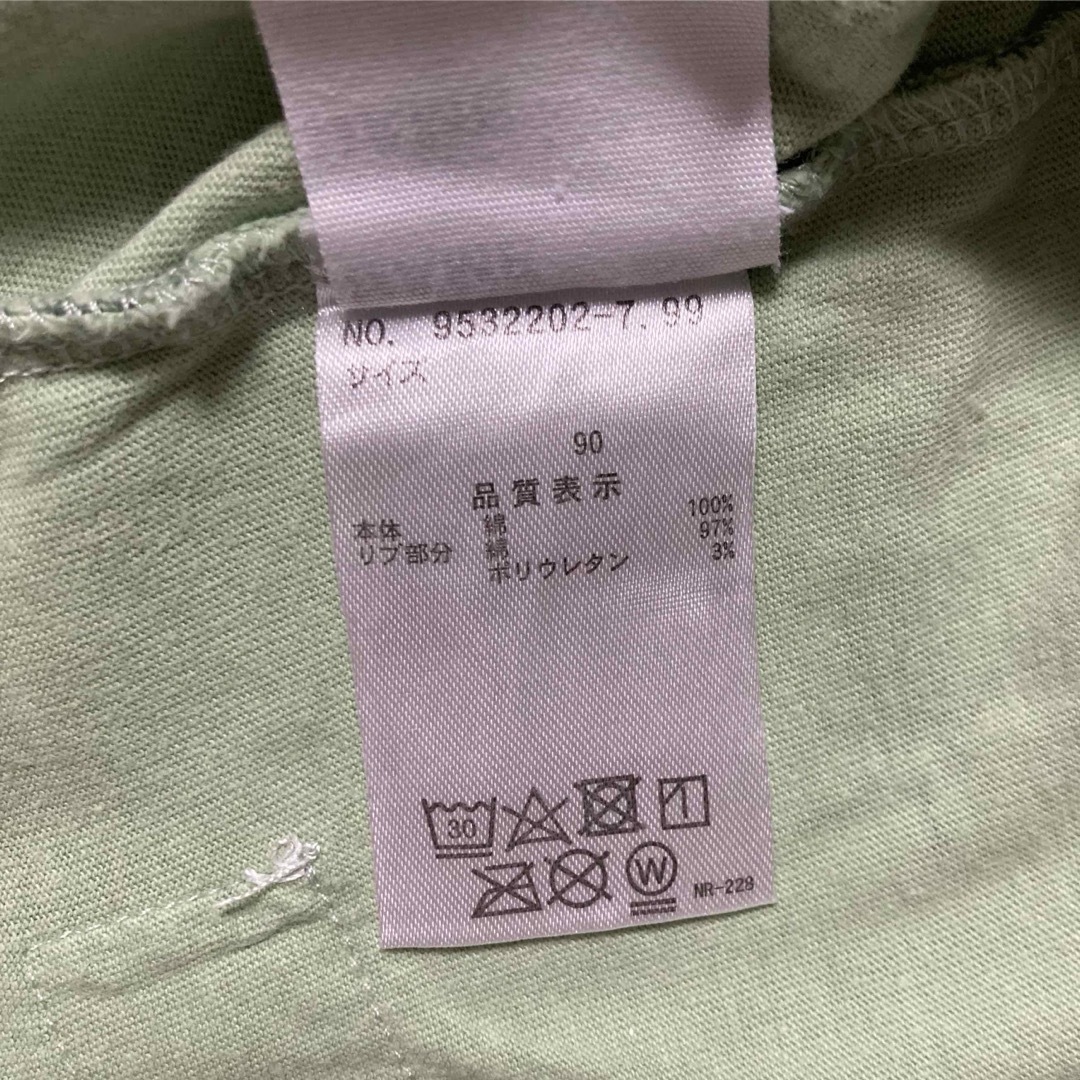 NO. 9532202-7.99
サイズ
90
品質表示
本体 綿 100%
リブ部分 綿 97%
ポリウレタン 3%
30
W
NR-229